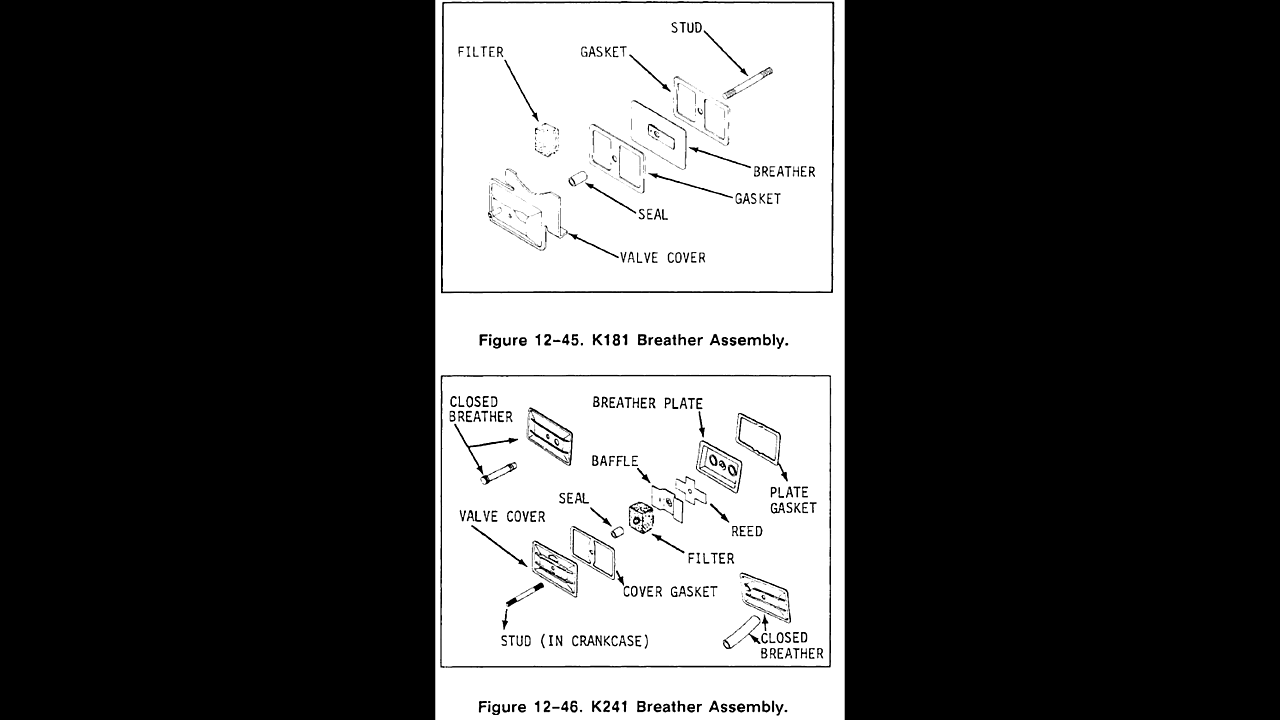 STUD
FILTER
GASKET
BREATHER
GASKET
SEAL
VALVE COVER
Figure 12–45. K181 Breather Assembly.
CLOSED
BREATHER
BREATHER PLATE
BAFFLE
SEAL
PLATE
GASKET
VALVE COVER
REED
FILTER
COVER GASKET
STUD (IN CRANKCASE)
CLOSED
BREATHER
Figure 12–46. K241 Breather Assembly.